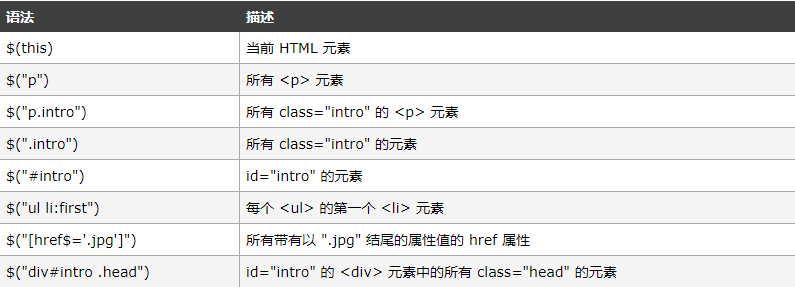 语法 描述
$(this) 当前 HTML 元素
$("p") 所有 <p> 元素
$("p.intro") 所有 class="intro" 的 <p> 元素
$(".intro") 所有 class="intro" 的元素
$("#intro") id="intro" 的元素
$("ul li:first") 每个 <ul> 的第一个 <li> 元素
$("[href$='.jpg']") 所有带有以 ".jpg" 结尾的属性值的 href 属性
$("div#intro .head") id="intro" 的 <div> 元素中的所有 class="head" 的元素